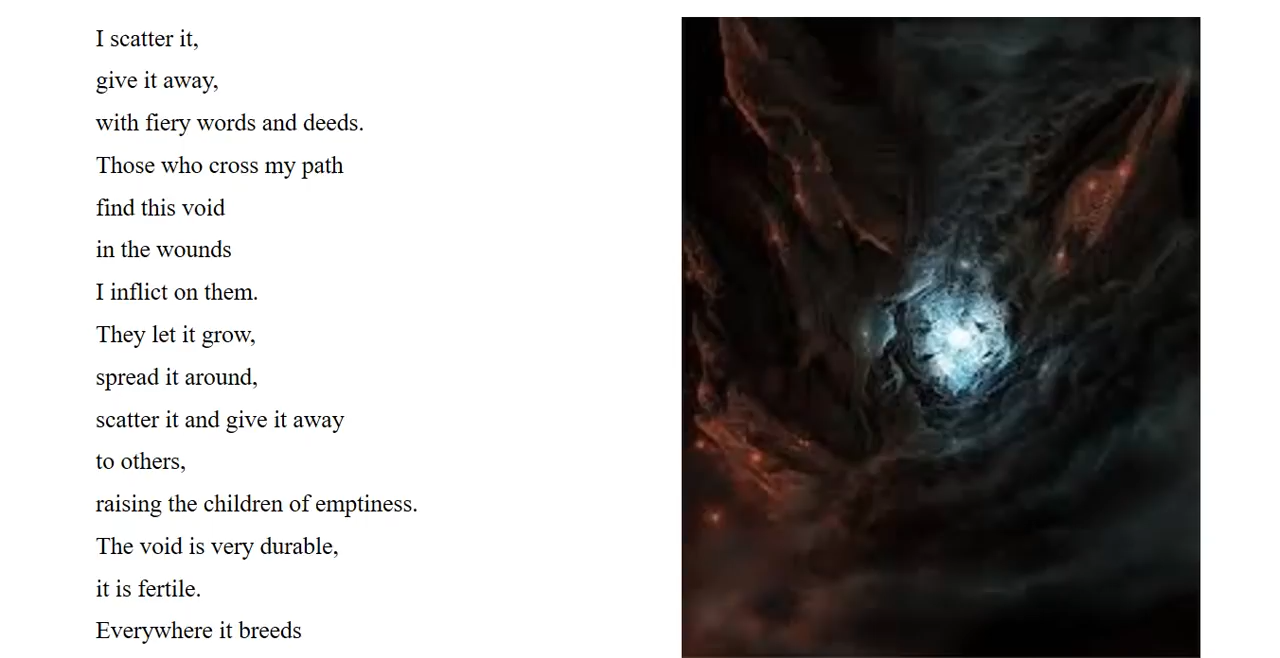 I scatter it,
give it away,
with fiery words and deeds.
Those who cross my path
find this void
in the wounds
I inflict on them.
They let it grow,
spread it around,
scatter it and give it away
to others,
raising the children of emptiness.
The void is very durable,
it is fertile.
Everywhere it breeds